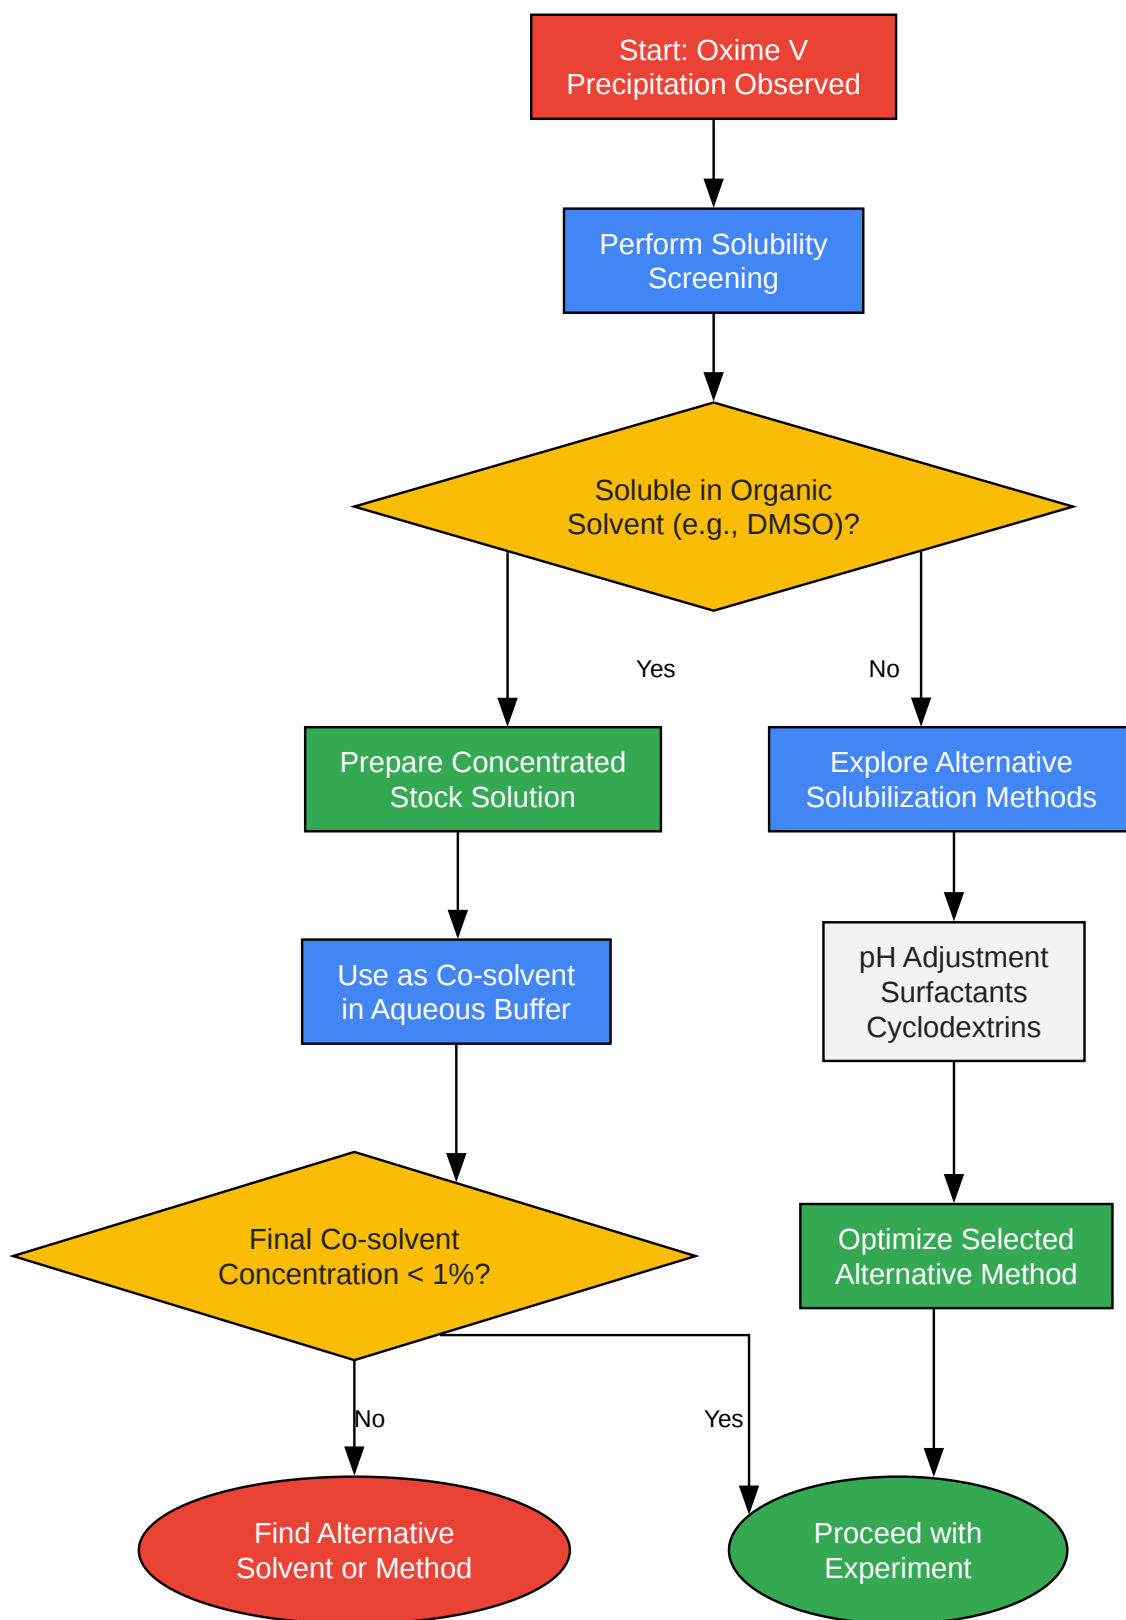 Start: Oxime V
Precipitation Observed
Perform Solubility
Screening
Soluble in Organic
Solvent (e.g., DMSO)?
Yes
No
Prepare Concentrated
Stock Solution
Explore Alternative
Solubilization Methods
Use as Co-solvent
in Aqueous Buffer
pH Adjustment
Surfactants
Cyclodextrins
Final Co-solvent
Concentration < 1%?
Optimize Selected
Alternative Method
No
Yes
Find Alternative
Solvent or Method
Proceed with
Experiment